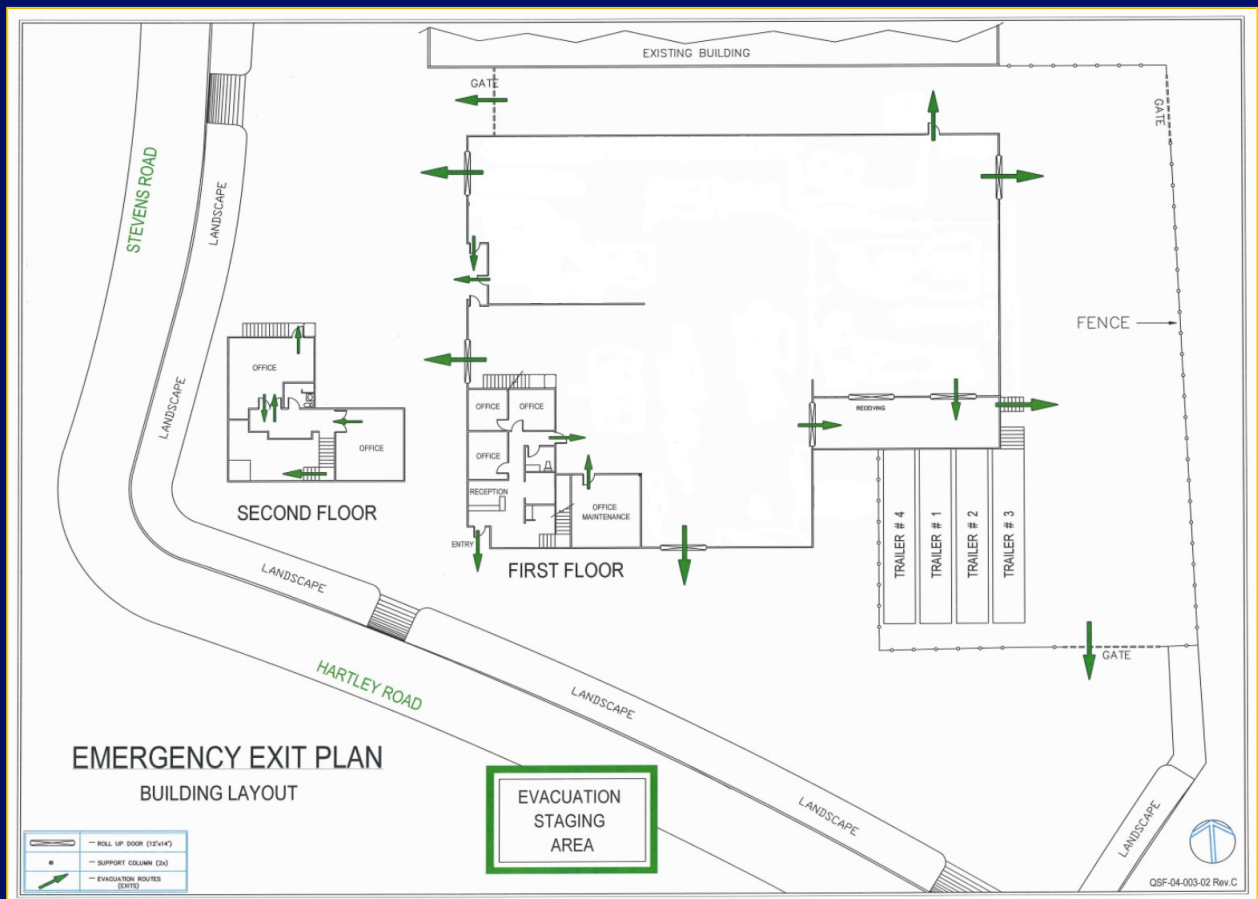 EXISTING BUILDING
GATE
GATE
STEVENS ROAD
LANDSCAPE
FENCE
LANDSCAPE
OFFICE
OFFICE
SECOND FLOOR
OFFICE
OFFICE
OFFICE
RECEPTION
OFFICE
MAINTENANCE
ENTRY
FIRST FLOOR
RECEIVING
TRAILER # 4
TRAILER # 1
TRAILER # 2
TRAILER # 3
GATE
LANDSCAPE
HARTLEY ROAD
LANDSCAPE
LANDSCAPE
LANDSCAPE
EMERGENCY EXIT PLAN
BUILDING LAYOUT
EVACUATION
STAGING
AREA
— ROLL UP DOOR (12'x14')
— SUPPORT COLUMN (2x)
— EVACUATION ROUTES
(EXITS)
QSF-04-003-02 Rev.C